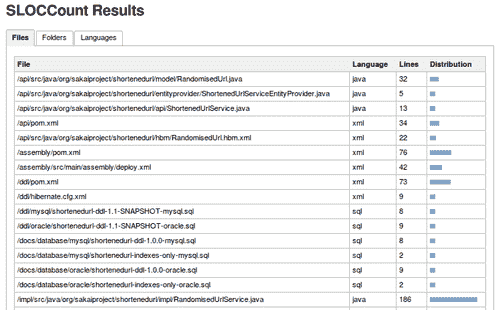 SLOCCount Results
Files Folders Languages
File Language Lines Distribution
/api/src/java/org/sakaiproject/shortenedurl/model/RandomisedUrl.java java 32
/api/src/java/org/sakaiproject/shortenedurl/entityprovider/ShortenedUrlServiceEntityProvider.java java 5
/api/src/java/org/sakaiproject/shortenedurl/api/ShortenedUrlService.java java 13
/api/pom.xml xml 34
/api/src/java/org/sakaiproject/shortenedurl/hbm/RandomisedUrl.hbm.xml xml 22
/assembly/pom.xml xml 76
/assembly/src/main/assembly/deploy.xml xml 42
/ddl/pom.xml xml 73
/ddl/hibernate.cfg.xml xml 9
/ddl/mysql/shortenedurl-ddl-1.1-SNAPSHOT-mysql.sql sql 8
/ddl/oracle/shortenedurl-ddl-1.1-SNAPSHOT-oracle.sql sql 9
/docs/database/mysql/shortenedurl-ddl-1.0.0-mysql.sql sql 8
/docs/database/mysql/shortenedurl-indexes-only-mysql.sql sql 2
/docs/database/oracle/shortenedurl-ddl-1.0.0-oracle.sql sql 9
/docs/database/oracle/shortenedurl-indexes-only-oracle.sql sql 2
/impl/src/java/org/sakaiproject/shortenedurl/impl/RandomisedUrlService.java java 186